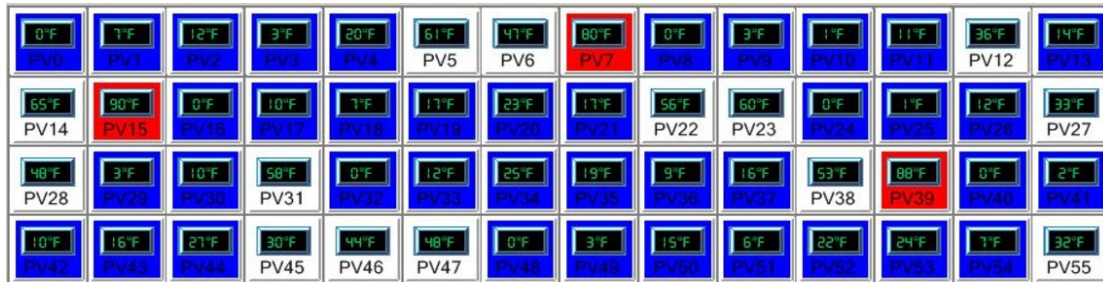 0°F 7°F 12°F 3°F 20°F 61°F 47°F 80°F 0°F 3°F 1°F 11°F 36°F 14°F
PV0 PV1 PV2 PV3 PV4 PV5 PV6 PV7 PV8 PV9 PV10 PV11 PV12 PV13
65°F 90°F 0°F 10°F 7°F 17°F 23°F 17°F 56°F 60°F 0°F 1°F 12°F 33°F
PV14 PV15 PV16 PV17 PV18 PV19 PV20 PV21 PV22 PV23 PV24 PV25 PV26 PV27
48°F 3°F 10°F 58°F 0°F 12°F 25°F 19°F 9°F 16°F 53°F 88°F 0°F 2°F
PV28 PV29 PV30 PV31 PV32 PV33 PV34 PV35 PV36 PV37 PV38 PV39 PV40 PV41
10°F 16°F 27°F 30°F 44°F 48°F 0°F 3°F 15°F 6°F 22°F 24°F 7°F 32°F
PV42 PV43 PV44 PV45 PV46 PV47 PV48 PV49 PV50 PV51 PV52 PV53 PV54 PV55